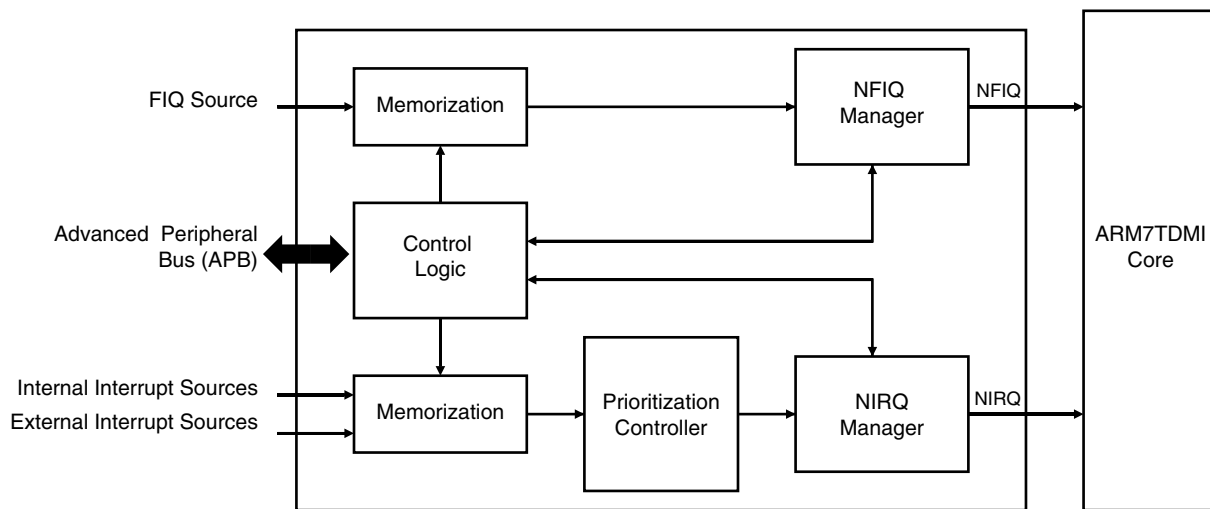 FIQ Source
Memorization
NFIQ
Manager
NFIQ
Advanced Peripheral
Bus (APB)
Control
Logic
ARM7TDMI
Core
Internal Interrupt Sources
External Interrupt Sources
Memorization
Prioritization
Controller
NIRQ
Manager
NIRQ